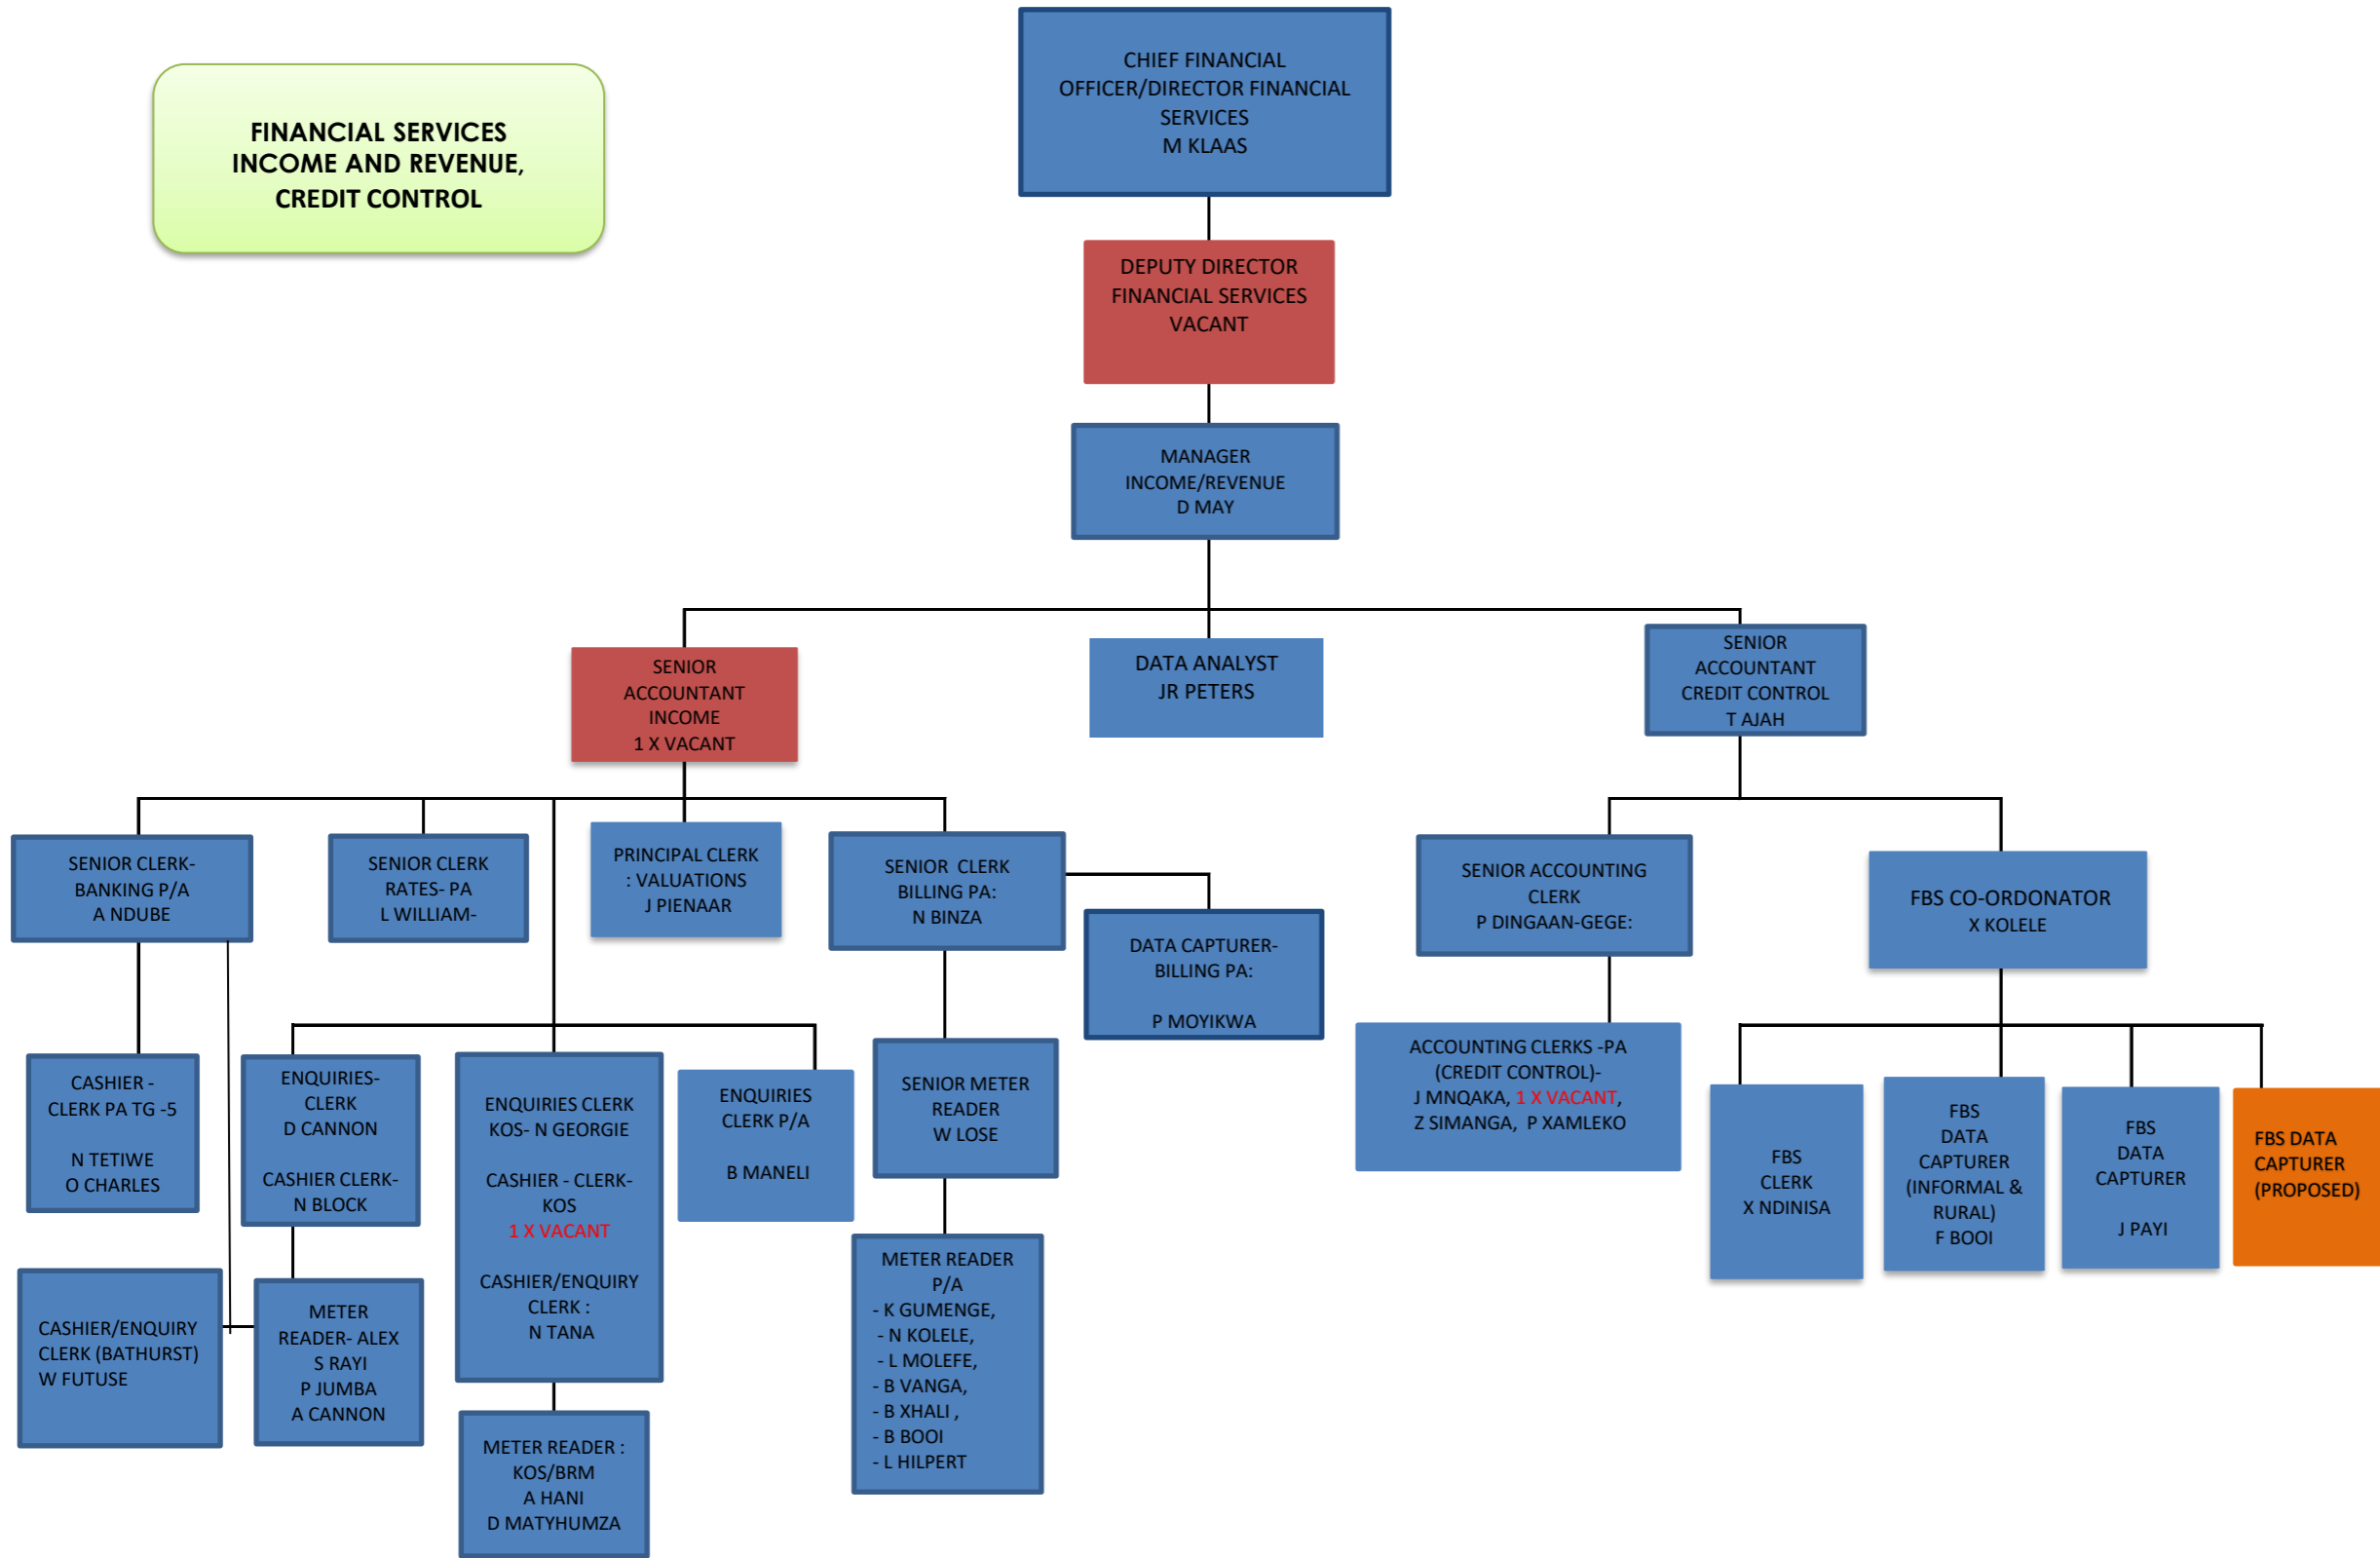 FINANCIAL SERVICES
INCOME AND REVENUE,
CREDIT CONTROL
CHIEF FINANCIAL
OFFICER/DIRECTOR FINANCIAL
SERVICES
M KLAAS
DEPUTY DIRECTOR
FINANCIAL SERVICES
VACANT
MANAGER
INCOME/REVENUE
D MAY
SENIOR
ACCOUNTANT
INCOME
1 X VACANT
DATA ANALYST
JR PETERS
SENIOR
ACCOUNTANT
CREDIT CONTROL
T AJAH
SENIOR CLERK-
BANKING P/A
A NDUBE
SENIOR CLERK
RATES- PA
L WILLIAM-
PRINCIPAL CLERK
: VALUATIONS
J PIENAAR
SENIOR CLERK
BILLING PA:
N BINZA
DATA CAPTURER-
BILLING PA:
P MOYIKWA
SENIOR ACCOUNTING
CLERK
P DINGAAN-GEGE:
FBS CO-ORDONATOR
X KOLELE
CASHIER -
CLERK PA TG -5
N TETIWE
O CHARLES
ENQUIRIES-
CLERK
D CANNON
CASHIER CLERK-
N BLOCK
ENQUIRIES CLERK
KOS- N GEORGIE
CASHIER - CLERK-
KOS
1 X VACANT
CASHIER/ENQUIRY
CLERK :
N TANA
ENQUIRIES
CLERK P/A
B MANELI
SENIOR METER
READER
W LOSE
ACCOUNTING CLERKS -PA
(CREDIT CONTROL)-
J MNQAKA, 1 X VACANT,
Z SIMANGA, P XAMLEKO
FBS
CLERK
X NDINISA
FBS
DATA
CAPTURER
(INFORMAL &
RURAL)
F BOOI
FBS
DATA
CAPTURER
J PAYI
FBS DATA
CAPTURER
(PROPOSED)
CASHIER/ENQUIRY
CLERK (BATHURST)
W FUTUSE
METER
READER- ALEX
S RAYI
P JUMBA
A CANNON
METER READER :
KOS/BRM
A HANI
D MATYHUMZA
METER READER
P/A
- K GUMENGE,
- N KOLELE,
- L MOLEFE,
- B VANGA,
- B XHALI ,
- B BOOI
- L HILPERT